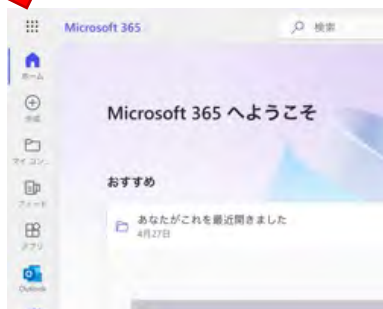 Microsoft 365
検索
ホーム
作成
Microsoft 365 へようこそ
マイ コン...
おすすめ
フィード
あなたがこれを最近開きました
4月27日
アプリ
Outlook